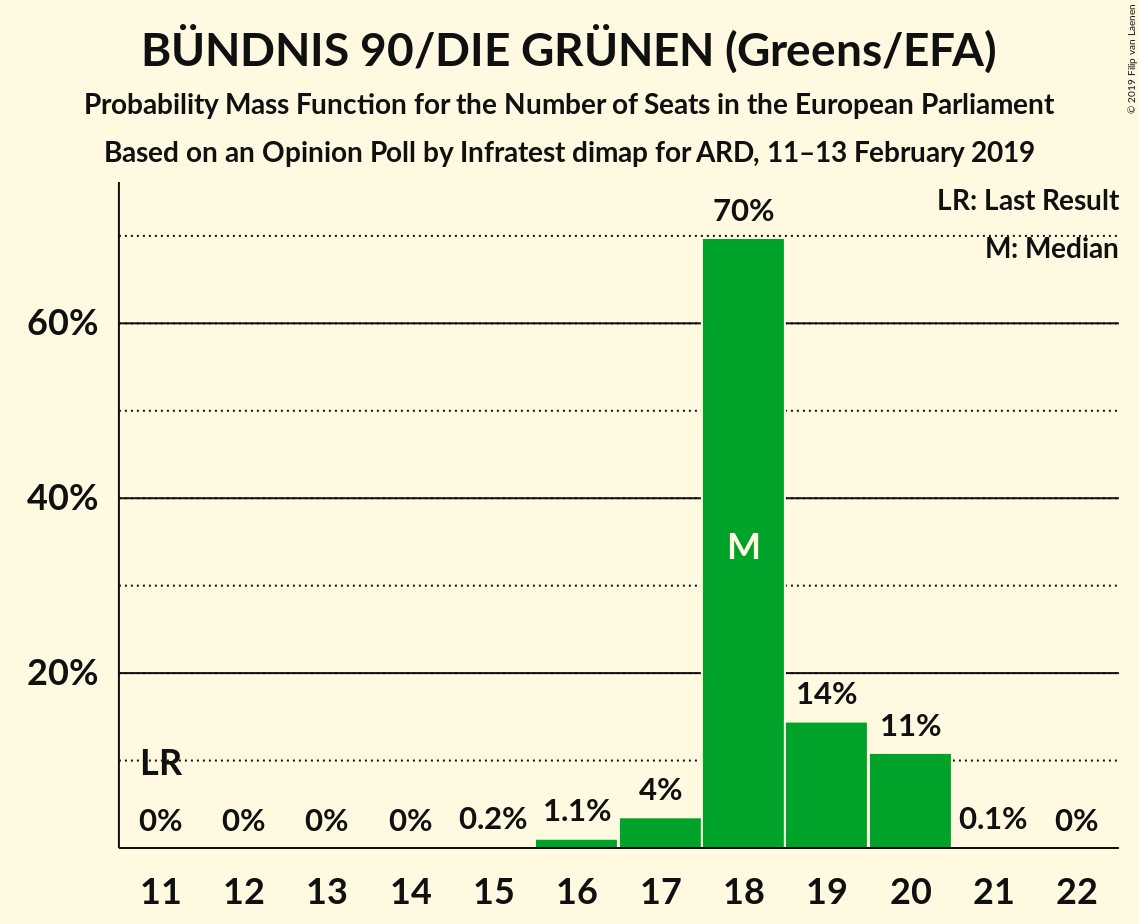 BÜNDNIS 90/DIE GRÜNEN (Greens/EFA)
Probability Mass Function for the Number of Seats in the European Parliament
Based on an Opinion Poll by Infratest dimap for ARD, 11–13 February 2019
© 2019 Filip van Laenen
LR: Last Result
M: Median
70%
60%
40%
M
20%
14%
11%
LR
4%
0% 0% 0% 0% 0.2% 1.1% 0.1% 0%
11 12 13 14 15 16 17 18 19 20 21 22